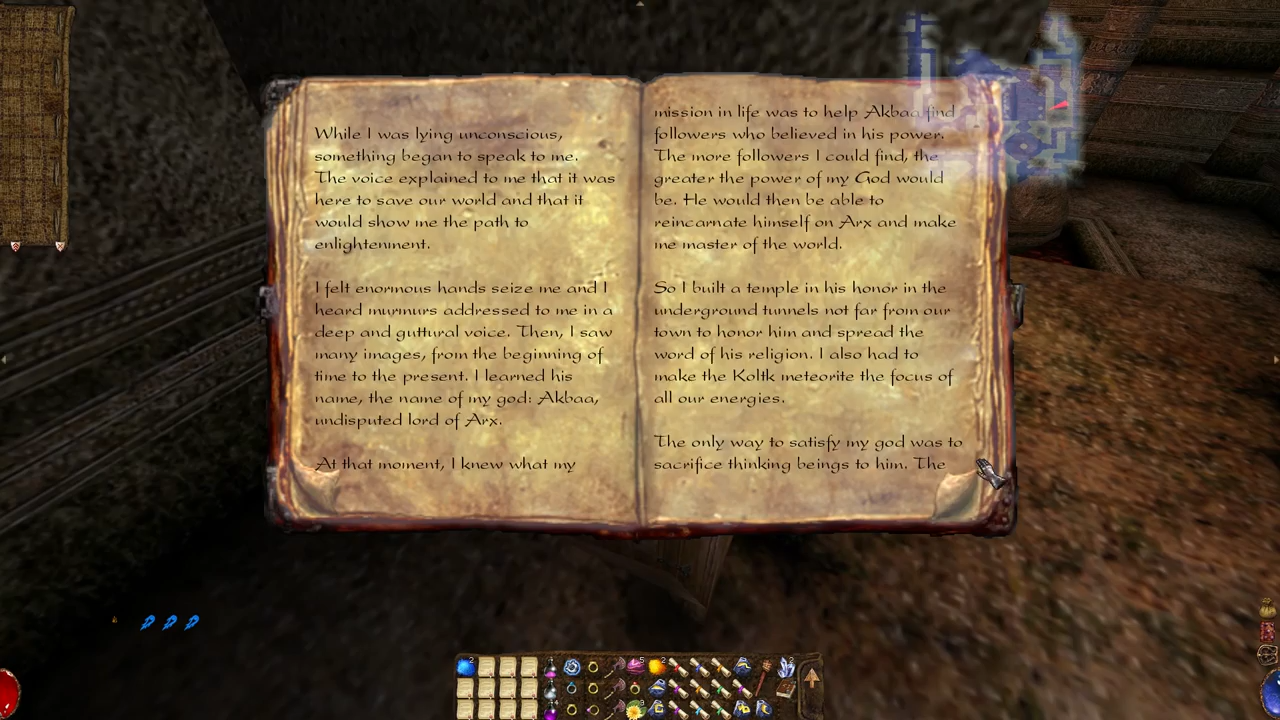 While I was lying unconscious,
something began to speak to me.
The voice explained to me that it was
here to save our world and that it
would show me the path to
enlightenment.
I felt enormous hands seize me and I
heard murmurs addressed to me in a
deep and guttural voice. Then, I saw
many images, from the beginning of
time to the present. I learned his
name, the name of my god: Akbaa,
undisputed lord of Arx.
At that moment, I knew what my
mission in life was to help Akbaa find
followers who believed in his power.
The more followers I could find, the
greater the power of my God would
be. He would then be able to
reincarnate himself on Arx and make
me master of the world.
So I built a temple in his honor in the
underground tunnels not far from our
town to honor him and spread the
word of his religion. I also had to
make the Koltk meteorite the focus of
all our energies.
The only way to satisfy my god was to
sacrifice thinking beings to him. The